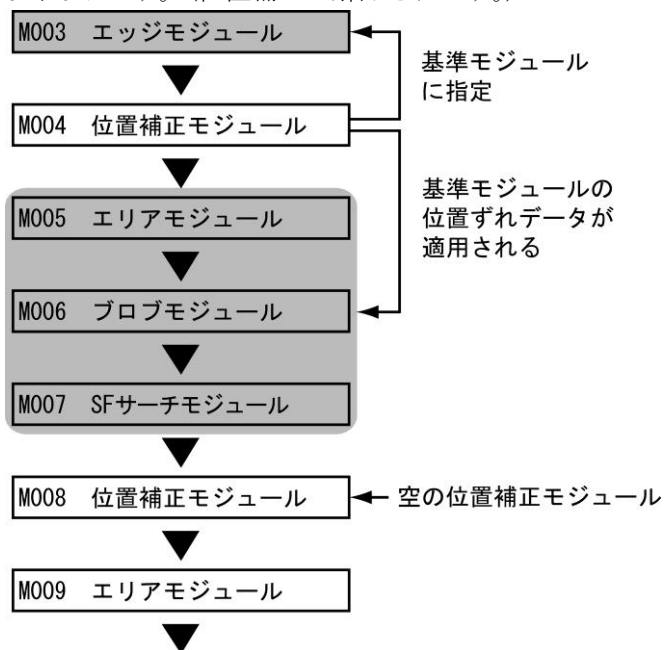 M003 エッジモジュール
基準モジュール
に指定
M004 位置補正モジュール
基準モジュールの
位置ずれデータが
適用される
M005 エリアモジュール
M006 ブロブモジュール
M007 SFサーチモジュール
M008 位置補正モジュール
空の位置補正モジュール
M009 エリアモジュール